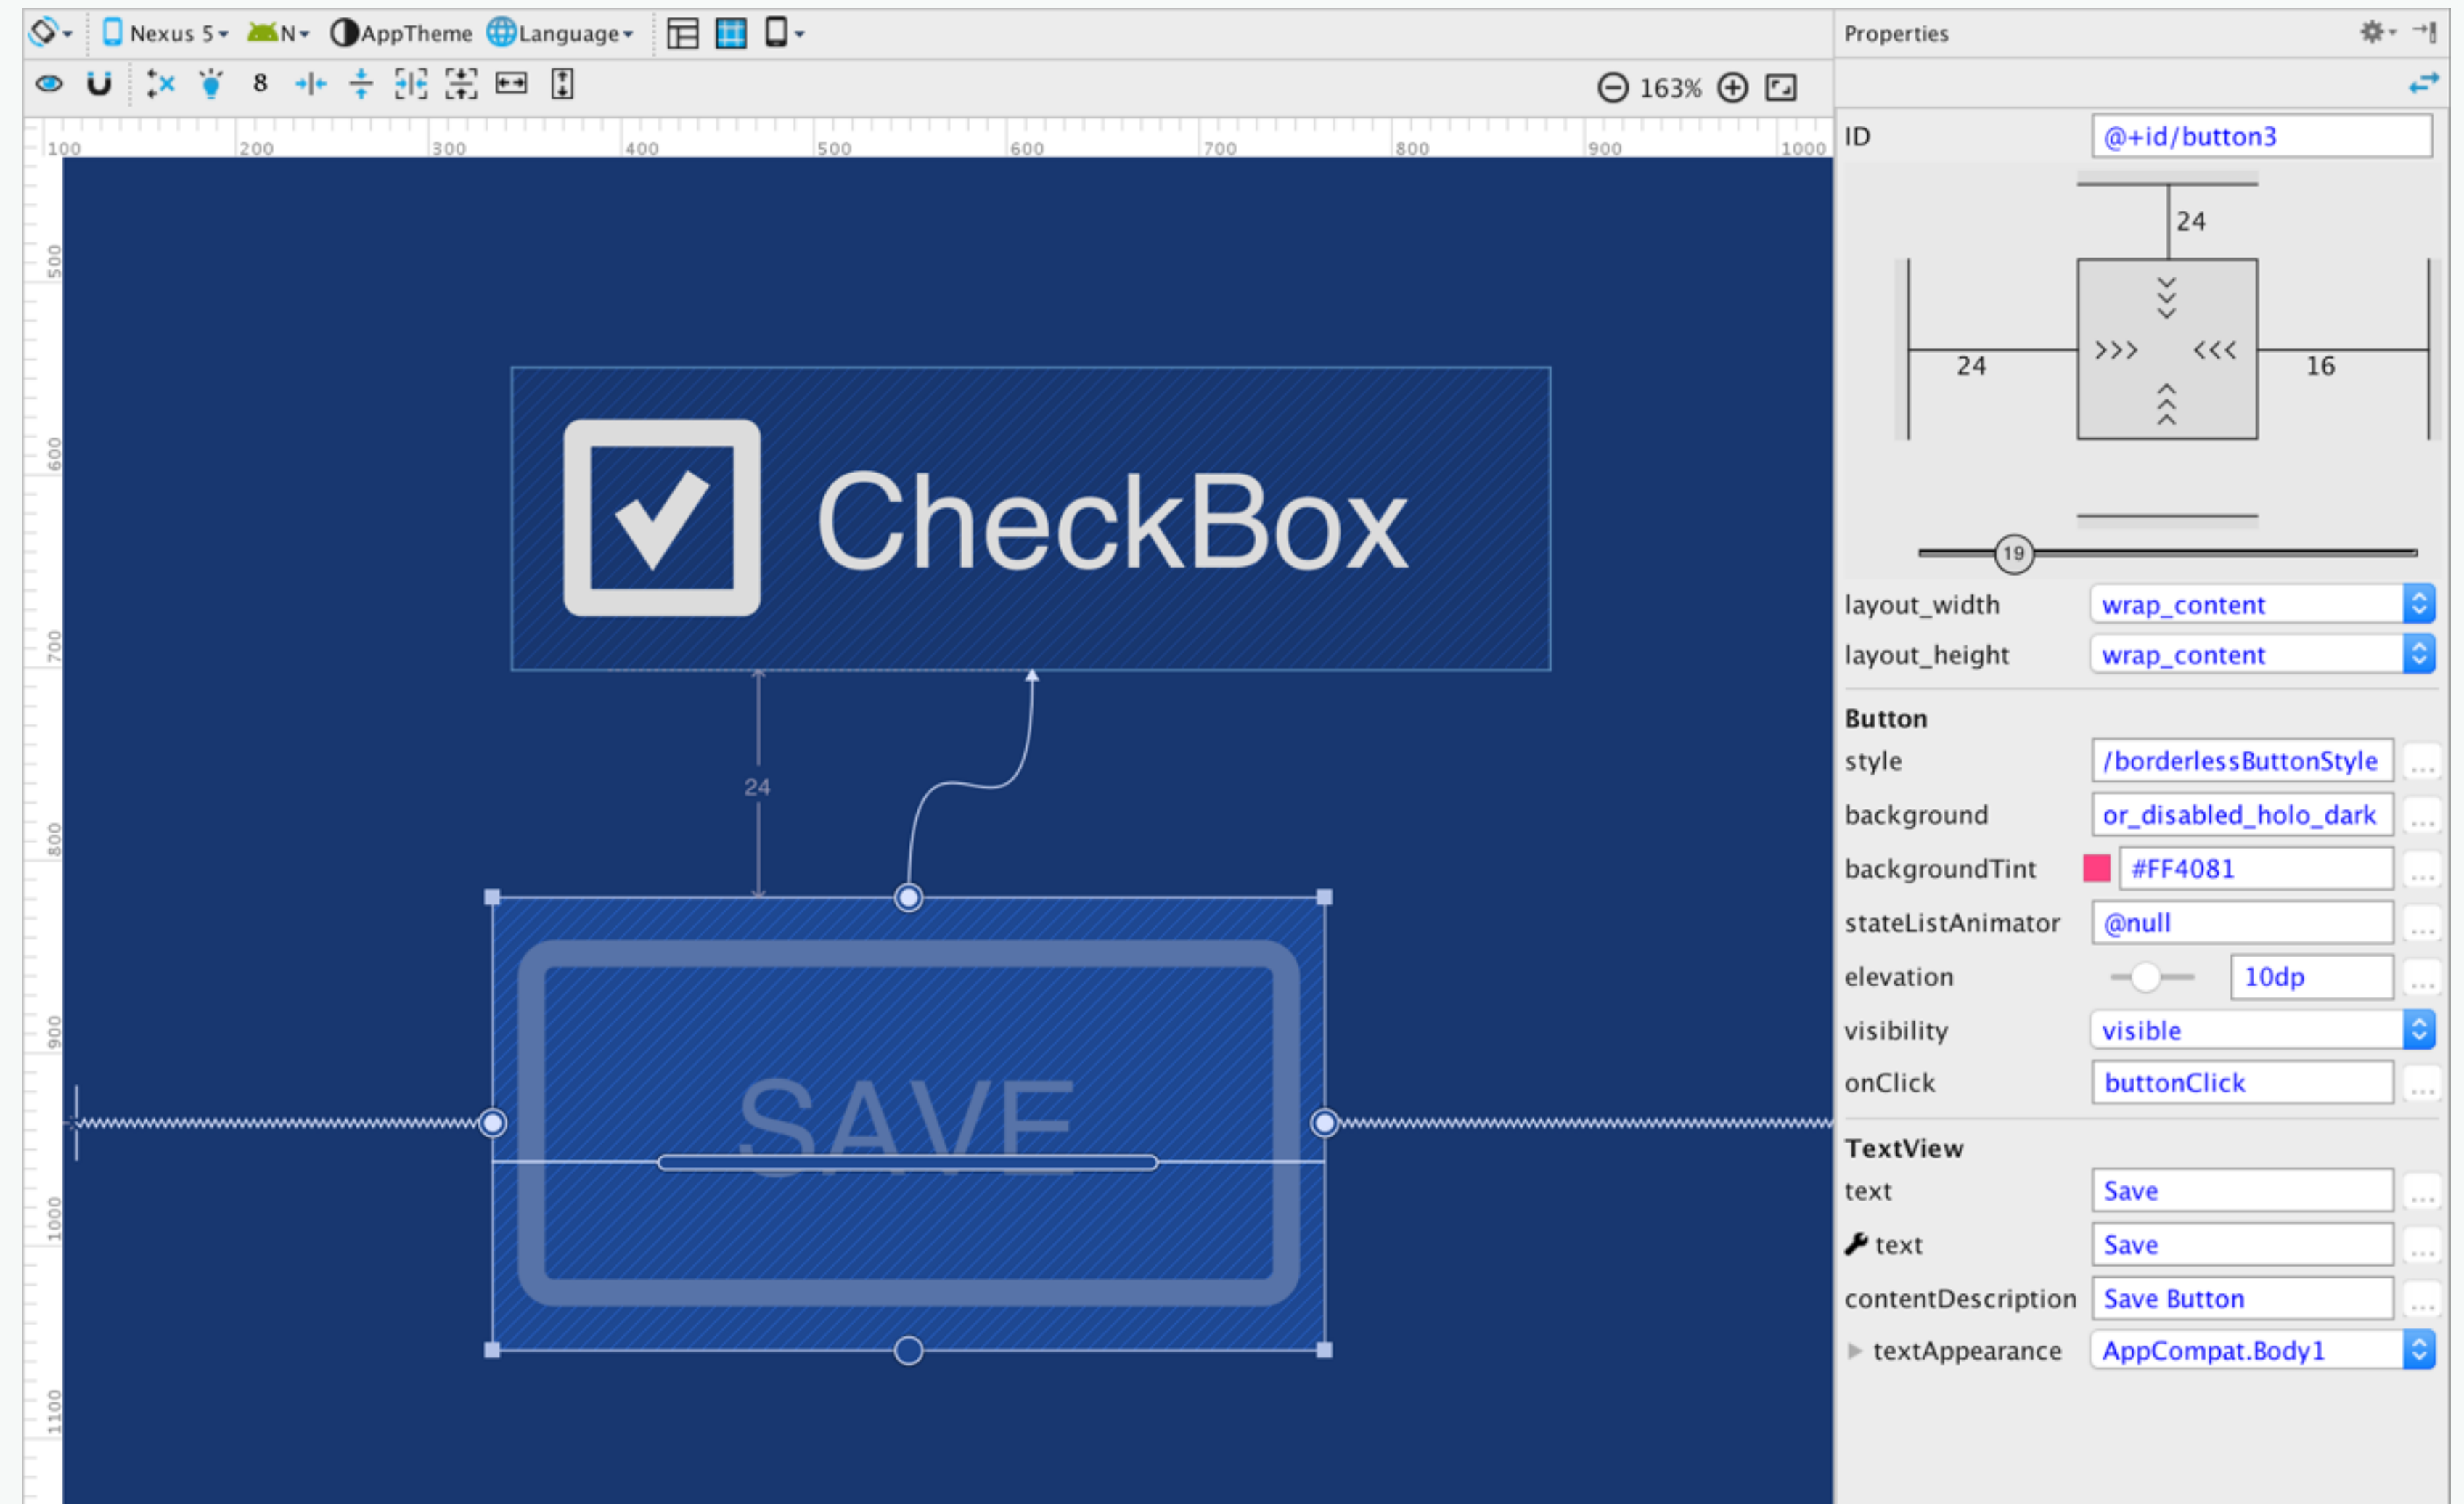 Nexus 5 N AppTheme Language
Properties
8
163%
100 200 300 400 500 600 700 800 900 1000
ID @+id/button3
24
24 16
19
500
600
700
800
900
1000
1100
CheckBox
24
SAVE
layout_width wrap_content
layout_height wrap_content
Button
style /borderlessButtonStyle ...
background or_disabled_holo_dark ...
backgroundTint #FF4081 ...
stateListAnimator @null ...
elevation 10dp ...
visibility visible
onClick buttonClick ...
TextView
text Save ...
text Save ...
contentDescription Save Button ...
textAppearance AppCompat.Body1